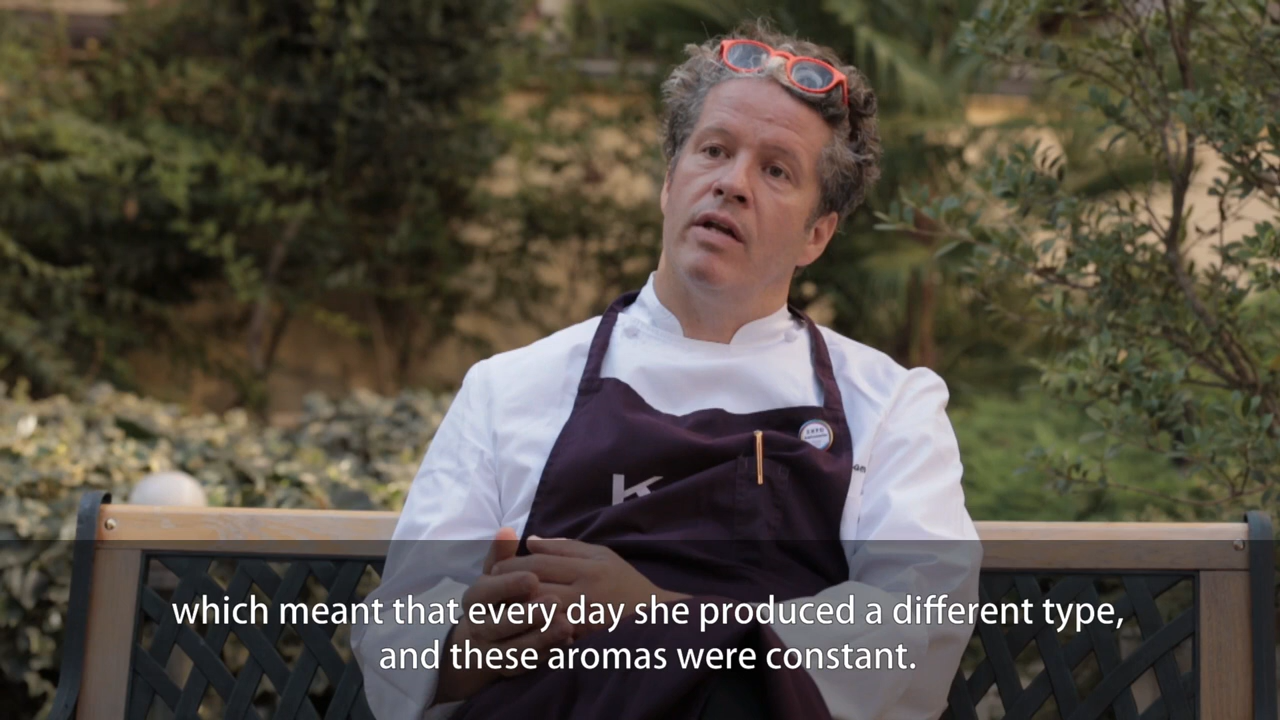 K
which meant that every day she produced a different type,
and these aromas were constant.